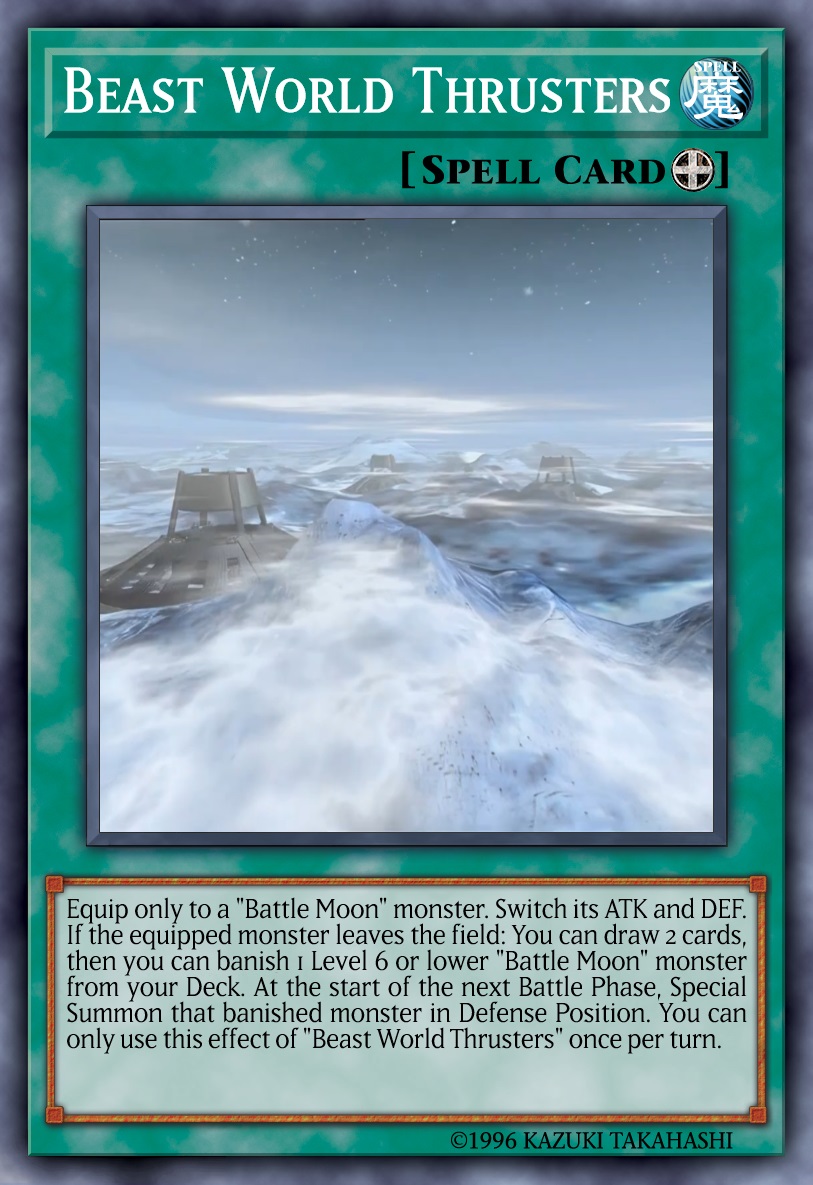 Beast World Thrusters
SPELL
魔
[Spell Card]
Equip only to a "Battle Moon" monster. Switch its ATK and DEF.
If the equipped monster leaves the field: You can draw 2 cards,
then you can banish 1 Level 6 or lower "Battle Moon" monster
from your Deck. At the start of the next Battle Phase, Special
Summon that banished monster in Defense Position. You can
only use this effect of "Beast World Thrusters" once per turn.
©1996 KAZUKI TAKAHASHI